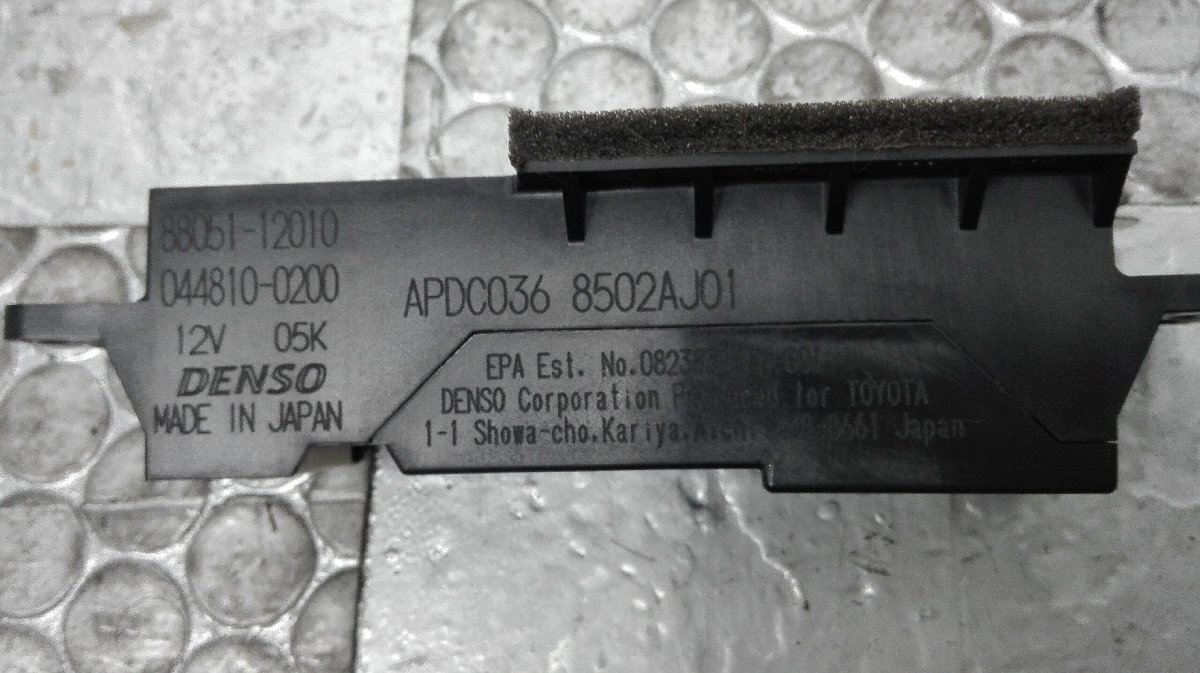 88051-12010
044810-0200
12V 05K
DENSO
MADE IN JAPAN
APDC036 8502AJ01
EPA Est. No.08238
DENSO Corporation for TOYOTA
1-1 Showa-cho,Kariya, Japan